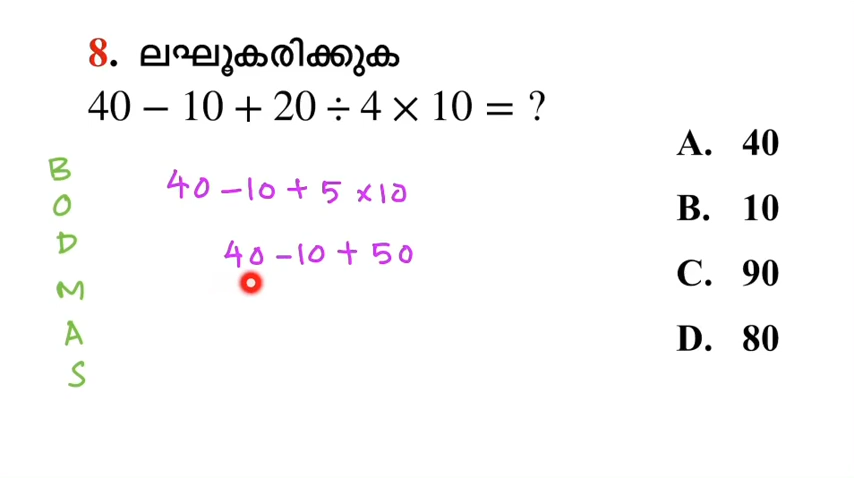 8. ലഘൂകരിക്കുക
40 − 10 + 20 ÷ 4 × 10 = ?
A. 40
B. 10
C. 90
D. 80
B
O
D
M
A
S
40 − 10 + 5 × 10
40 − 10 + 50